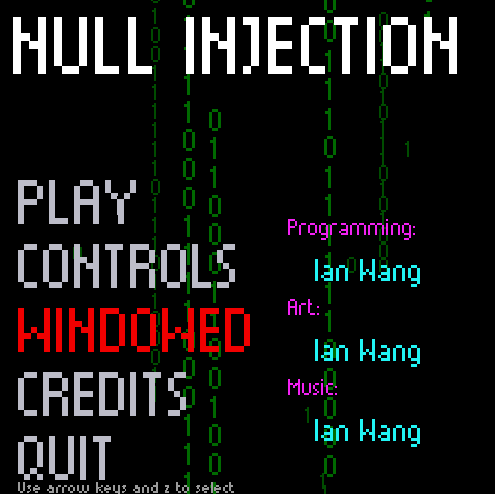 NULL INJECTION
PLAY
CONTROLS
WINDOWED
CREDITS
QUIT
Use arrow keys and z to select
Programming:
Ian Wang
Art:
Ian Wang
Music:
Ian Wang